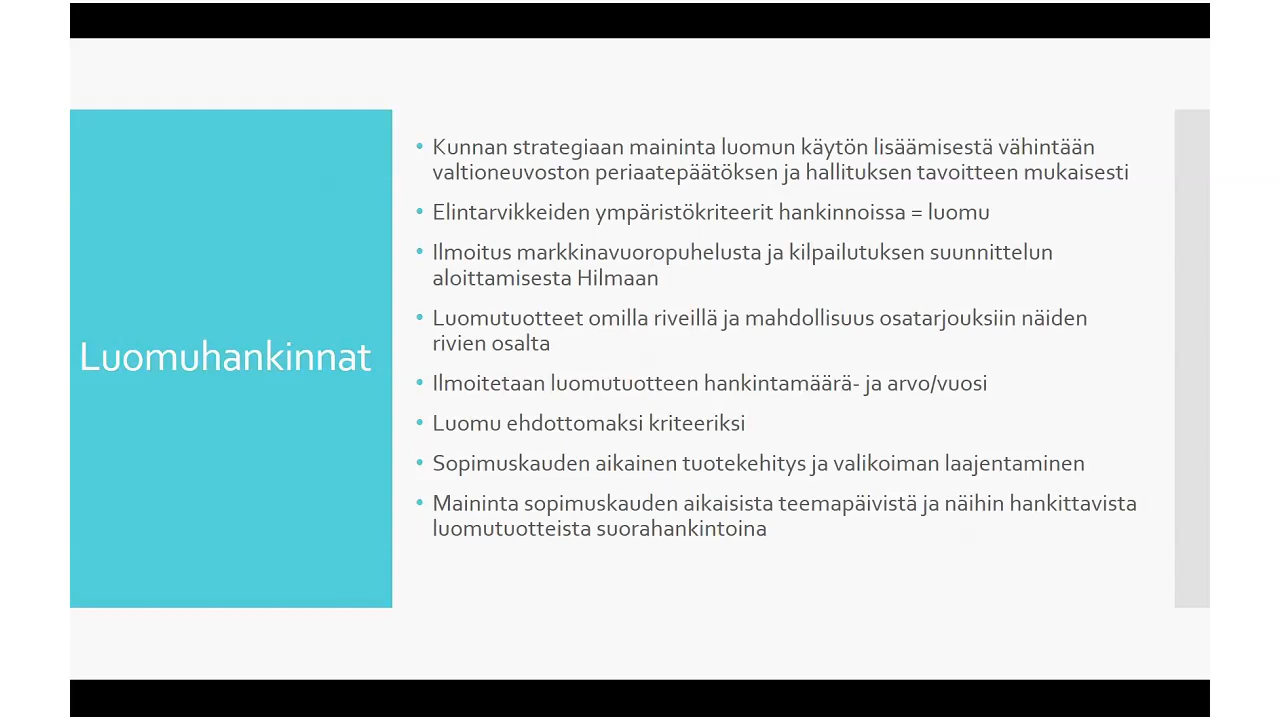 Luomuhankinnat
• Kunnan strategiaan maininta luomun käytön lisäämisestä vähintään
valtioneuvoston periaatepäätöksen ja hallituksen tavoitteen mukaisesti
• Elintarvikkeiden ympäristökriteerit hankinnoissa = luomu
• Ilmoitus markkinavuoropuhelusta ja kilpailutuksen suunnittelun
aloittamisesta Hilmaan
• Luomutuotteet omilla riveillä ja mahdollisuus osatarjouksiin näiden
rivien osalta
• Ilmoitetaan luomutuotteen hankintamäärä- ja arvo/vuosi
• Luomu ehdottomaksi kriteeriksi
• Sopimuskauden aikainen tuotekehitys ja valikoiman laajentaminen
• Maininta sopimuskauden aikaisista teemapäivistä ja näihin hankittavista
luomutuotteista suorahankintoina